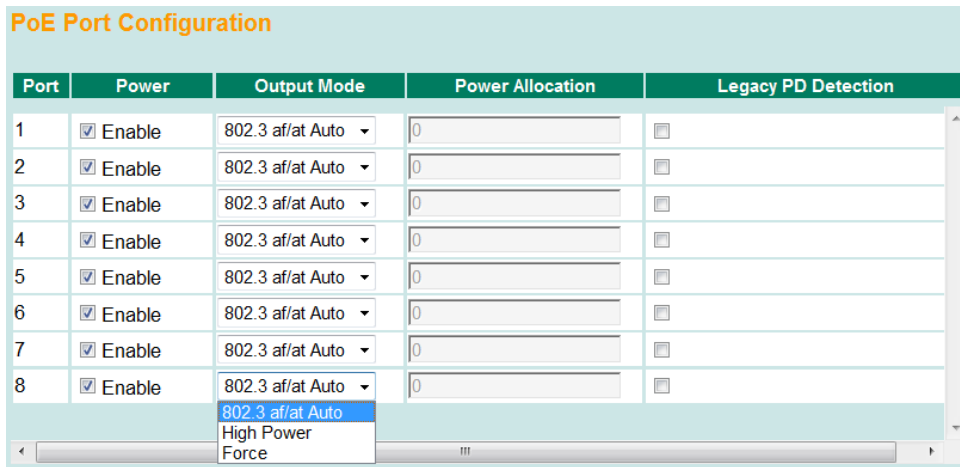 PoE Port Configuration
Port Power Output Mode Power Allocation Legacy PD Detection
1 Enable 802.3 af/at Auto 0
2 Enable 802.3 af/at Auto 0
3 Enable 802.3 af/at Auto 0
4 Enable 802.3 af/at Auto 0
5 Enable 802.3 af/at Auto 0
6 Enable 802.3 af/at Auto 0
7 Enable 802.3 af/at Auto 0
8 Enable 802.3 af/at Auto 0
802.3 af/at Auto
High Power
Force